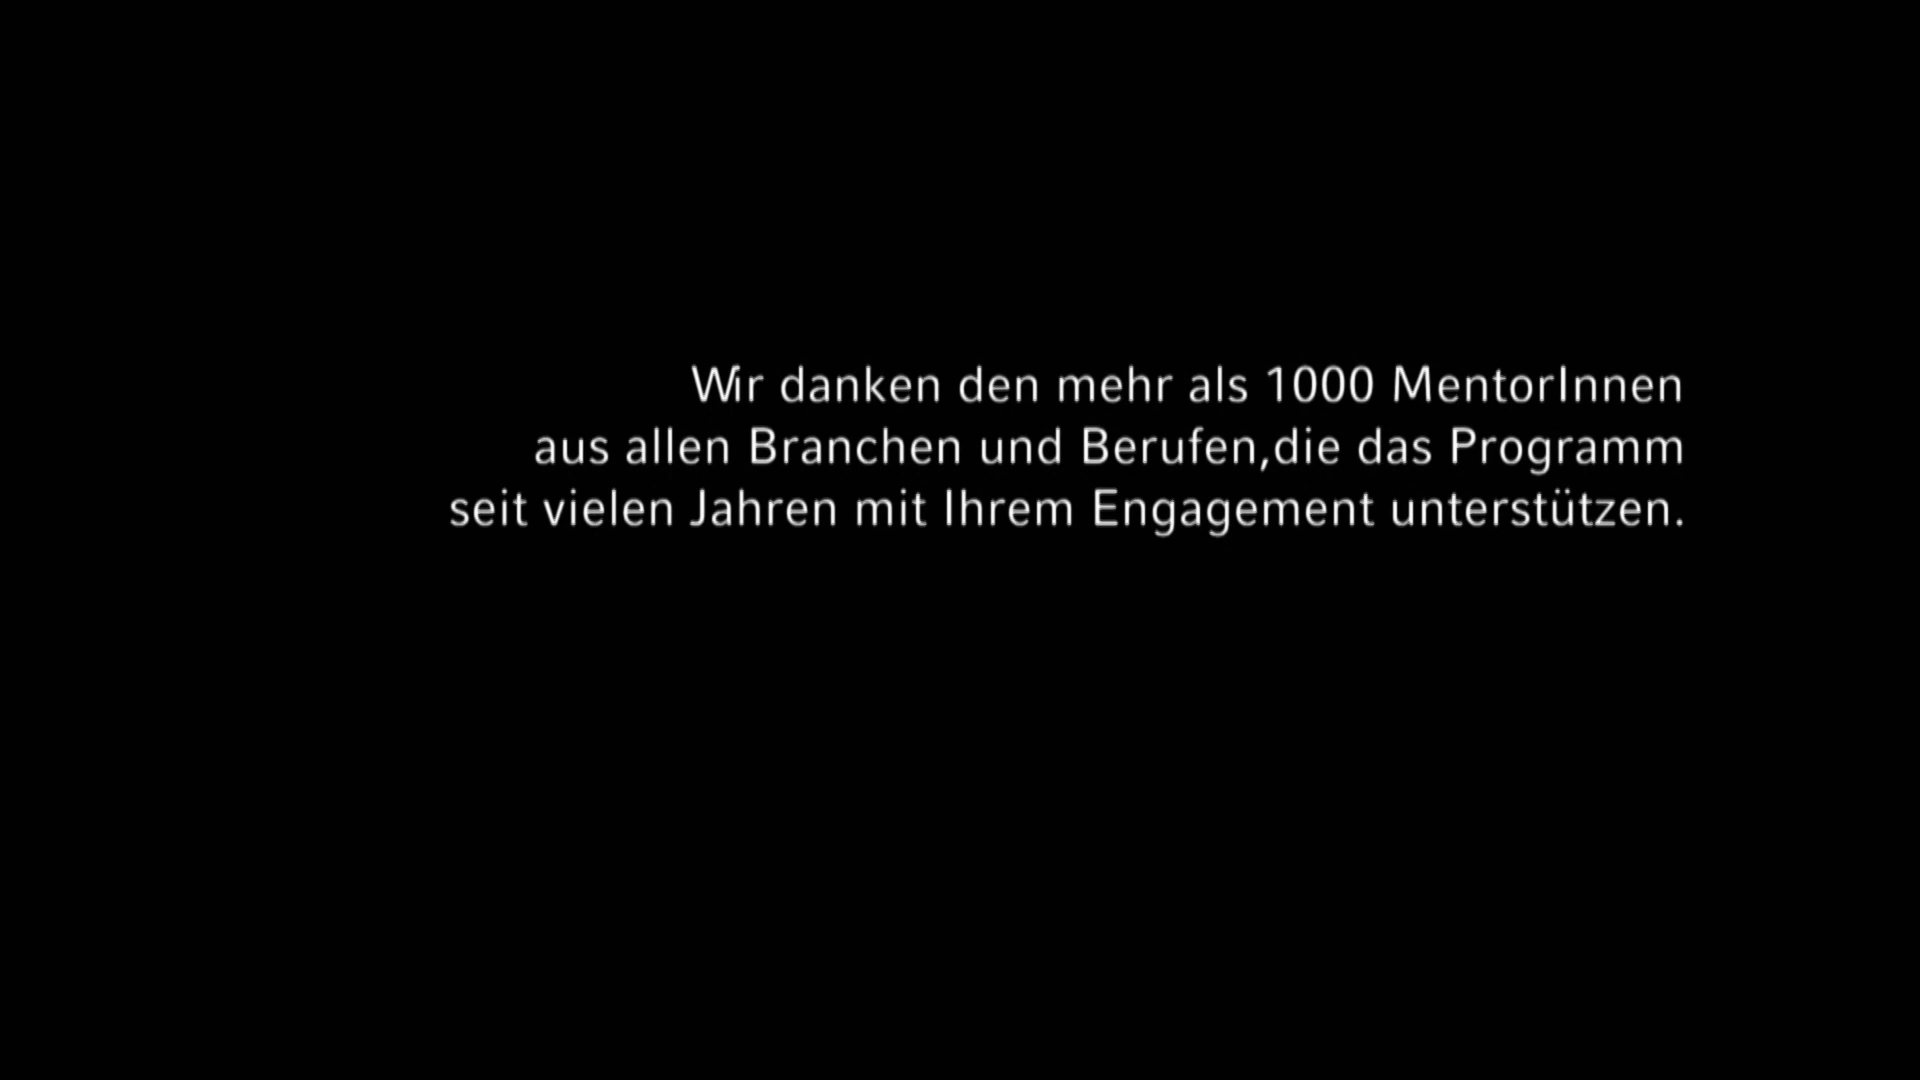 Wir danken den mehr als 1000 MentorInnen
aus allen Branchen und Berufen,die das Programm
seit vielen Jahren mit Ihrem Engagement unterstützen.